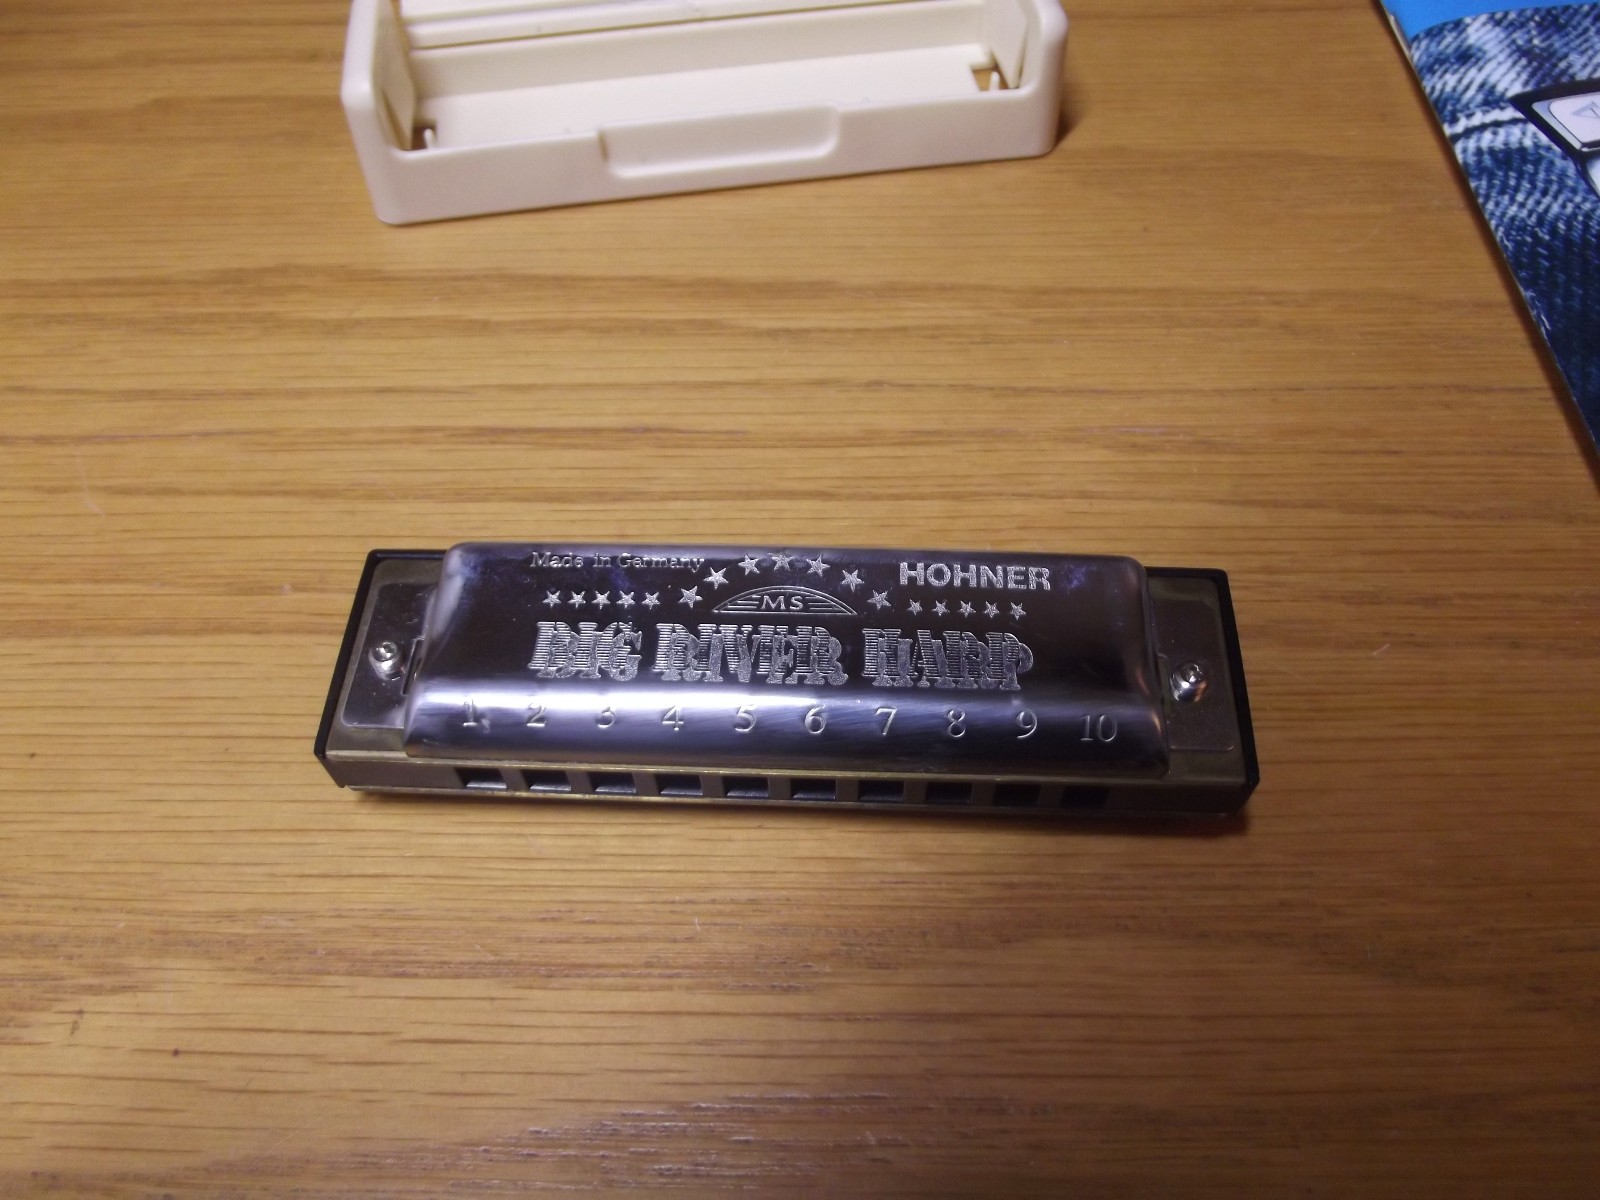 Made in Germany
HOHNER
MS
BIG RIVER HARP
1 2 3 4 5 6 7 8 9 10